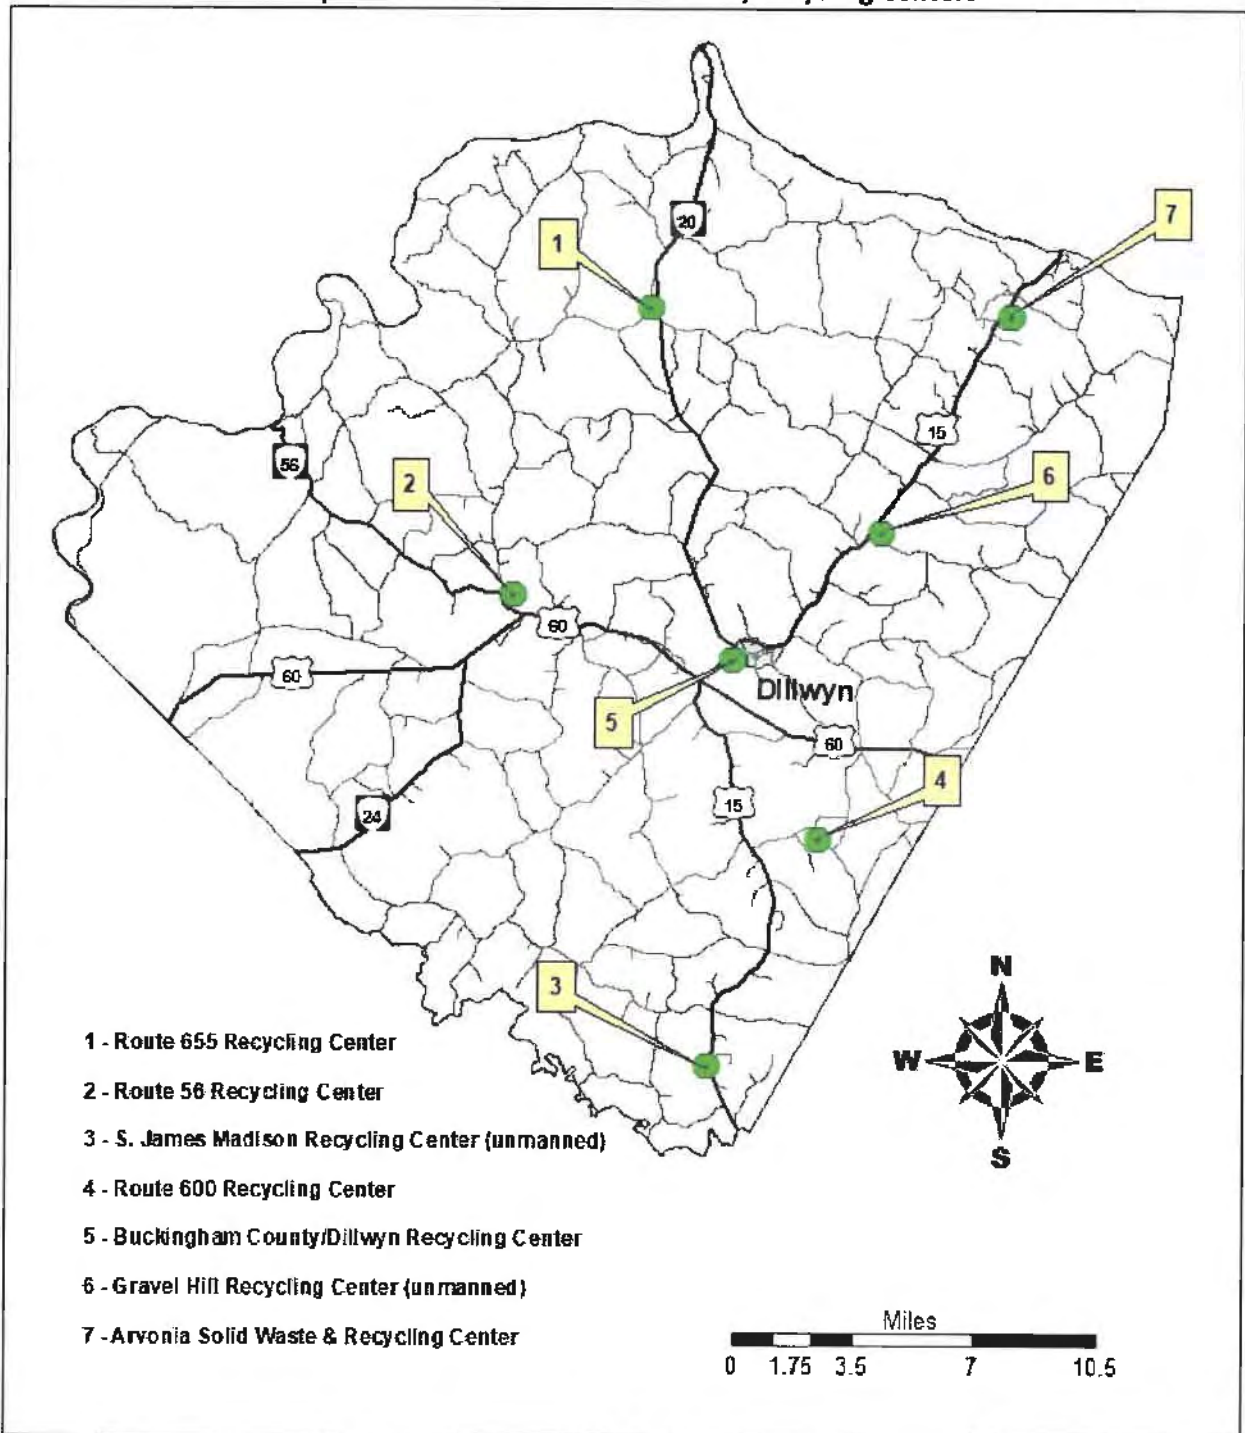 20
1
7
15
56
2
6
60
60
Dillwyn
5
60
4
15
24
3
N
W E
S
1 - Route 655 Recycling Center
2 - Route 56 Recycling Center
3 - S. James Madison Recycling Center (unmanned)
4 - Route 600 Recycling Center
5 - Buckingham County/Dillwyn Recycling Center
6 - Gravel Hill Recycling Center (unmanned)
7 - Arvonia Solid Waste & Recycling Center
Miles
0 1.75 3.5 7 10.5